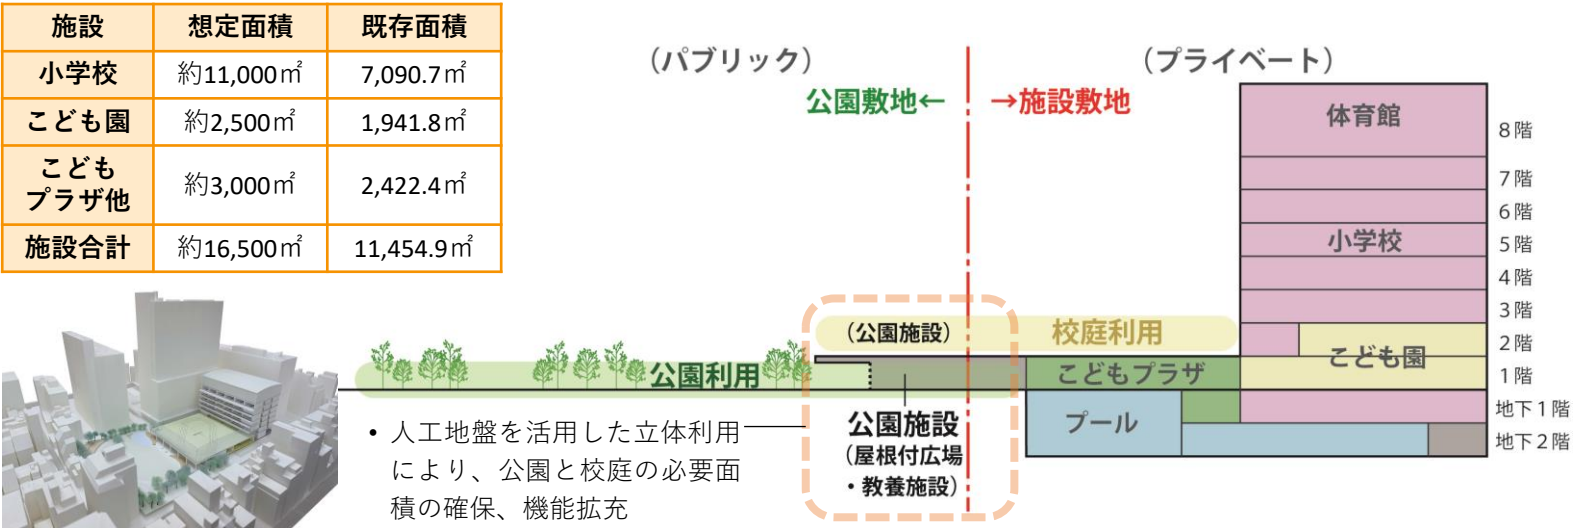 施設 想定面積 既存面積
小学校 約11,000㎡ 7,090.7㎡
こども園 約2,500㎡ 1,941.8㎡
こども
プラザ他 約3,000㎡ 2,422.4㎡
施設合計 約16,500㎡ 11,454.9㎡
（パブリック）
（プライベート）
公園敷地←
→施設敷地
体育館
8階
7階
6階
小学校
5階
4階
3階
（公園施設）
校庭利用
2階
こども園
公園利用
こどもプラザ
1階
地下1階
プール
地下2階
公園施設
（屋根付広場
・教養施設）
• 人工地盤を活用した立体利用
により、公園と校庭の必要面
積の確保、機能拡充